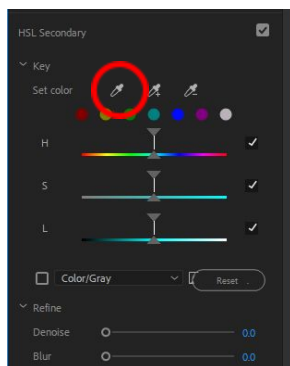 HSL Secondary
Key
Set color
H
S
L
Color/Gray Reset
Refine
Denoise 0.0
Blur 0.0